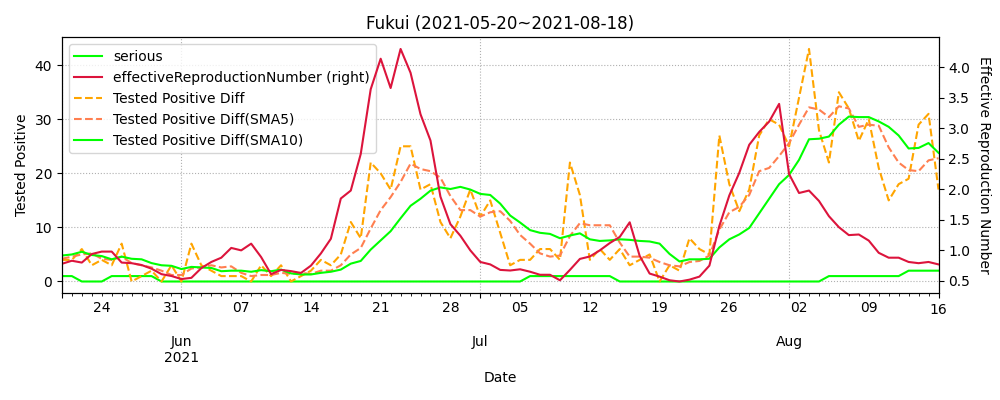 Fukui (2021-05-20~2021-08-18)
serious
effectiveReproductionNumber (right)
Tested Positive Diff
Tested Positive Diff(SMA5)
Tested Positive Diff(SMA10)
Tested Positive
40
30
20
10
0
Effective Reproduction Number
4.0
3.5
3.0
2.5
2.0
1.5
1.0
0.5
24 31 07 14 21 28 05 12 19 26 02 09 16
Jun Jul Aug
2021
Date